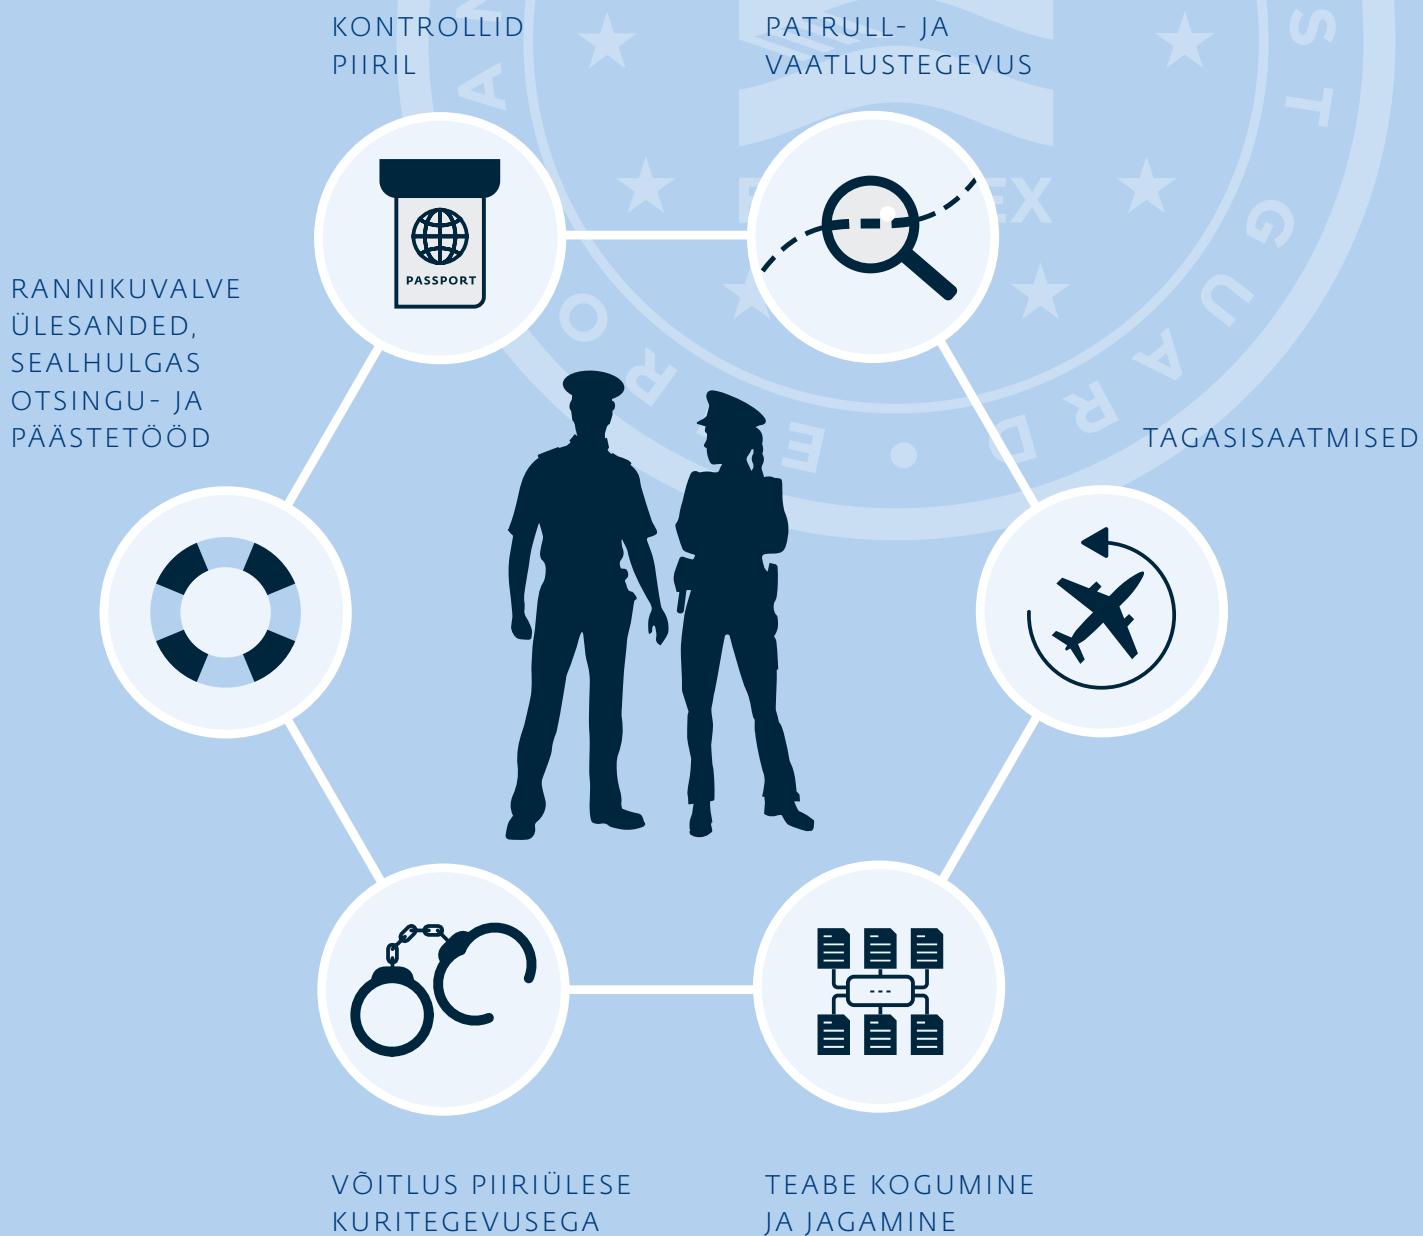 KONTROLLID
PIIRIL
PATRULL- JA
VAATLUSTEGEVUS
PASSPORT
RANNIKUVALVE
ÜLESANDED,
SEALHULGAS
OTSINGU- JA
PÄÄSTETÖÖD
TAGASISAATMISED
VÕITLUS PIIRIÜLESE
KURITEGEVUSEGA
TEABE KOGUMINE
JA JAGAMINE